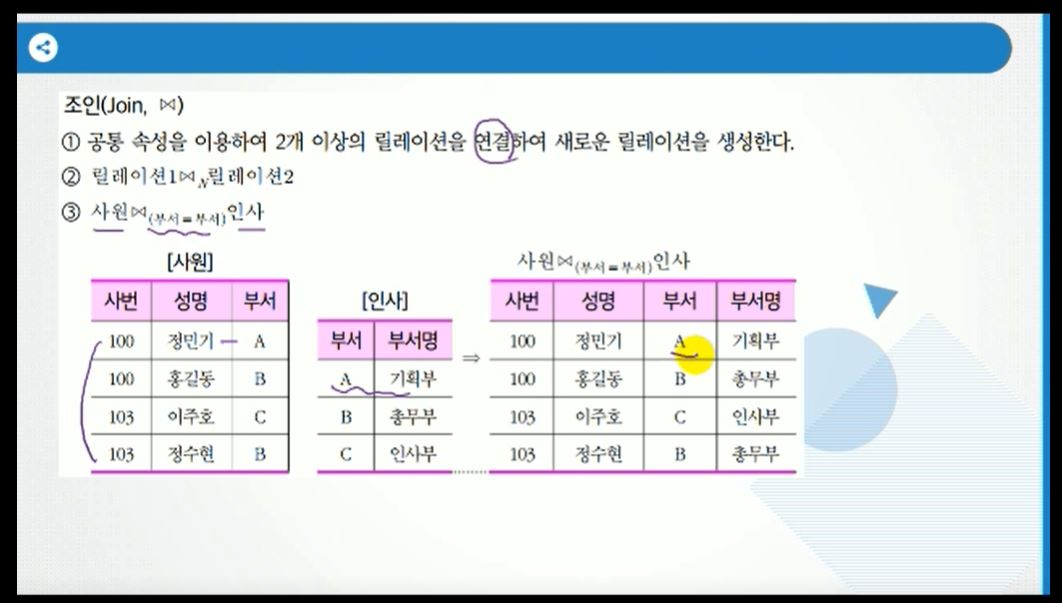 조인(Join, ⋈)
① 공통 속성을 이용하여 2개 이상의 릴레이션을 연결하여 새로운 릴레이션을 생성한다.
② 릴레이션1⋈N릴레이션2
③ 사원⋈(부서=부서)인사
[사원]
사번 성명 부서
100 정민기 A
100 홍길동 B
103 이주호 C
103 정수현 B
[인사]
부서 부서명
A 기획부
B 총무부
C 인사부
⇒
사원⋈(부서=부서)인사
사번 성명 부서 부서명
100 정민기 A 기획부
100 홍길동 B 총무부
103 이주호 C 인사부
103 정수현 B 총무부